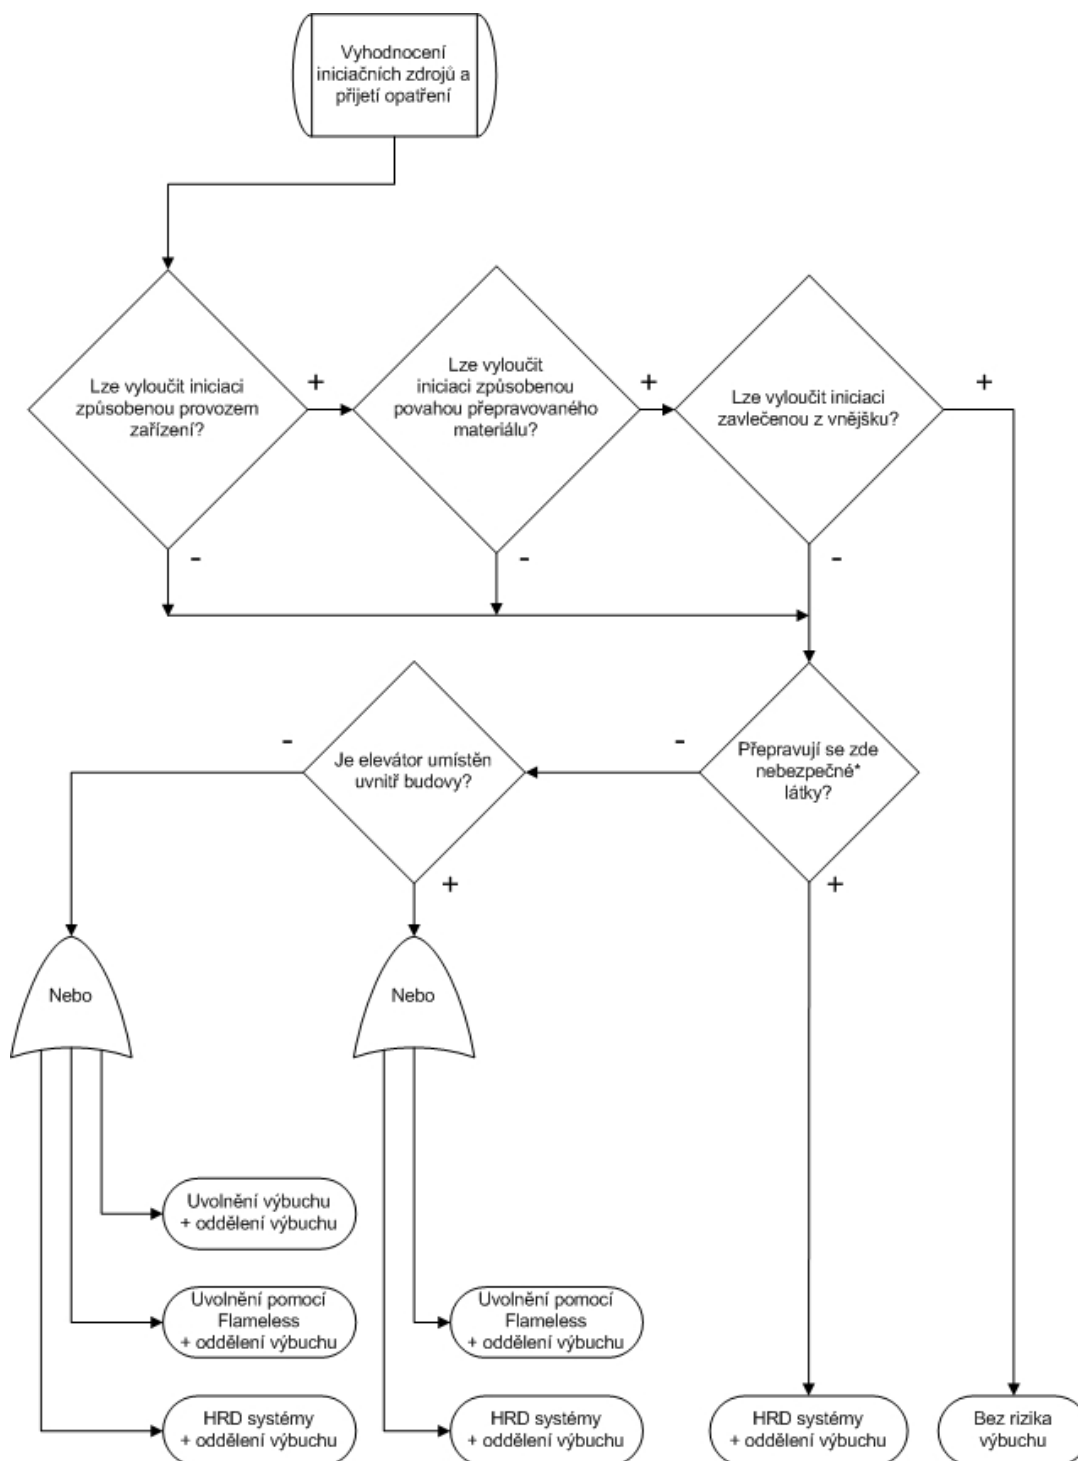 Vyhodnocení
iniciačních zdrojů a
přijetí opatření
Lze vyloučit iniciaci
způsobenou provozem
zařízení?
+
Lze vyloučit
iniciaci způsobenou
povahou přepravovaného
materiálu?
+
Lze vyloučit iniciaci
zavlečenou z vnějšku?
+
-
-
-
Přepravují se zde
nebezpečné*
látky?
-
+
Je elevátor umístěn
uvnitř budovy?
-
+
Nebo
Nebo
Uvolnění výbuchu
+ oddělení výbuchu
Uvolnění pomocí
Flameless
+ oddělení výbuchu
Uvolnění pomocí
Flameless
+ oddělení výbuchu
HRD systémy
+ oddělení výbuchu
HRD systémy
+ oddělení výbuchu
HRD systémy
+ oddělení výbuchu
Bez rizika
výbuchu